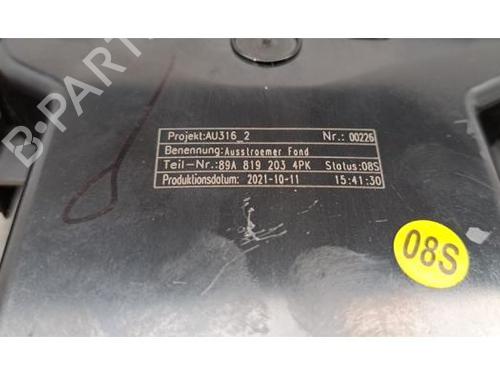 B-PARTS
Projekt:AU316_2 Nr.: 00226
Benennung:Ausstroemer Fond
Teil-Nr.:89A 819 203 4PK Status:08S
Produktionsdatum: 2021-10-11 15:41:30
08S